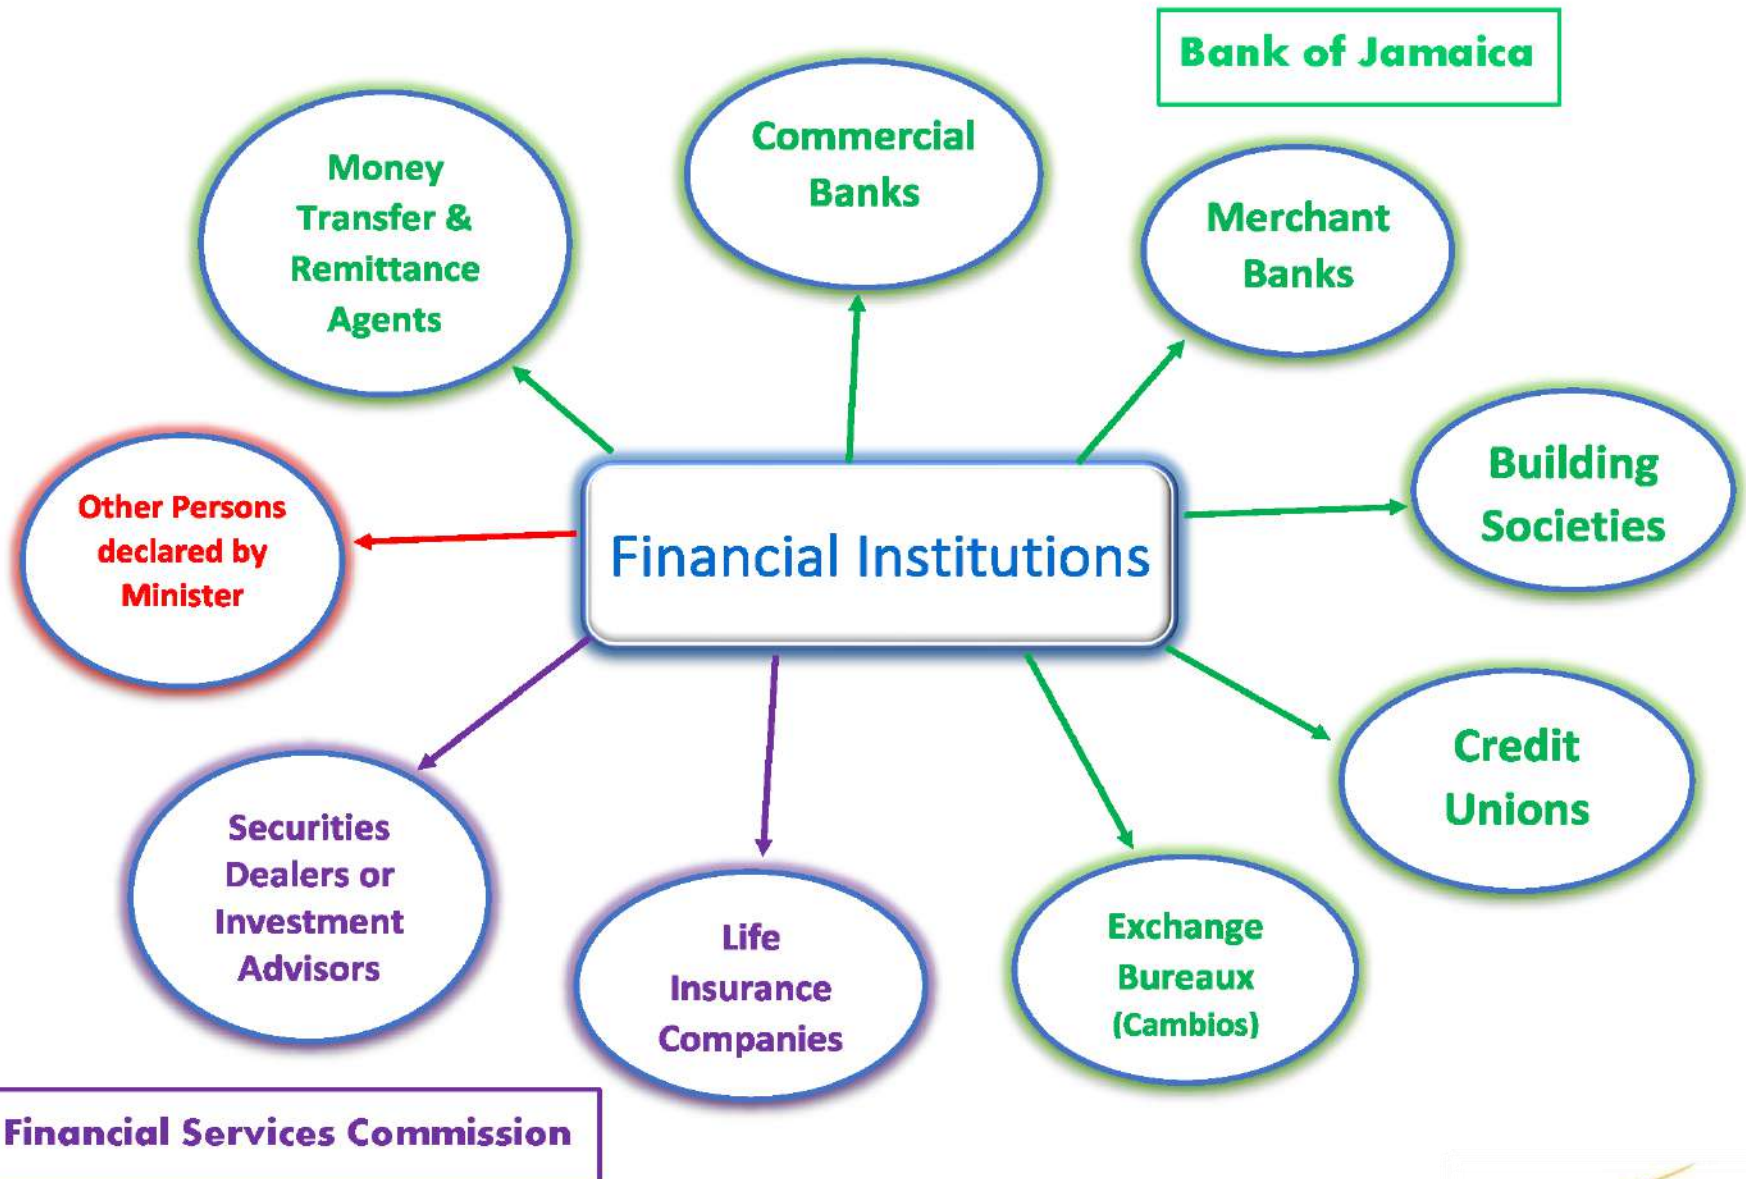 Bank of Jamaica
Commercial
Banks
Money
Transfer &
Remittance
Agents
Merchant
Banks
Building
Societies
Other Persons
declared by
Minister
Financial Institutions
Credit
Unions
Securities
Dealers or
Investment
Advisors
Life
Insurance
Companies
Exchange
Bureaux
(Cambios)
Financial Services Commission